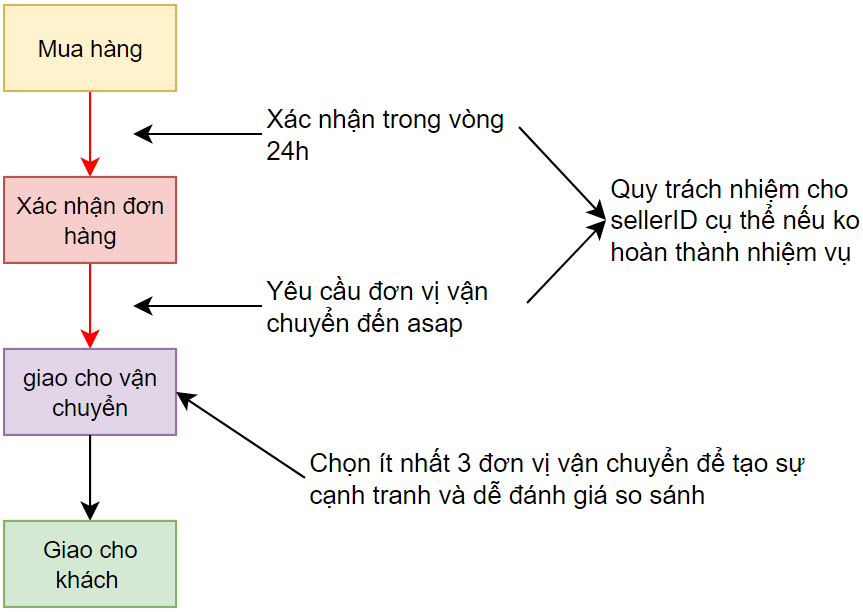 Mua hàng
Xác nhận trong vòng
24h
Xác nhận đơn
hàng
Quy trách nhiệm cho
sellerID cụ thể nếu ko
hoàn thành nhiệm vụ
Yêu cầu đơn vị vận
chuyển đến asap
giao cho vận
chuyển
Chọn ít nhất 3 đơn vị vận chuyển để tạo sự
cạnh tranh và dễ đánh giá so sánh
Giao cho
khách